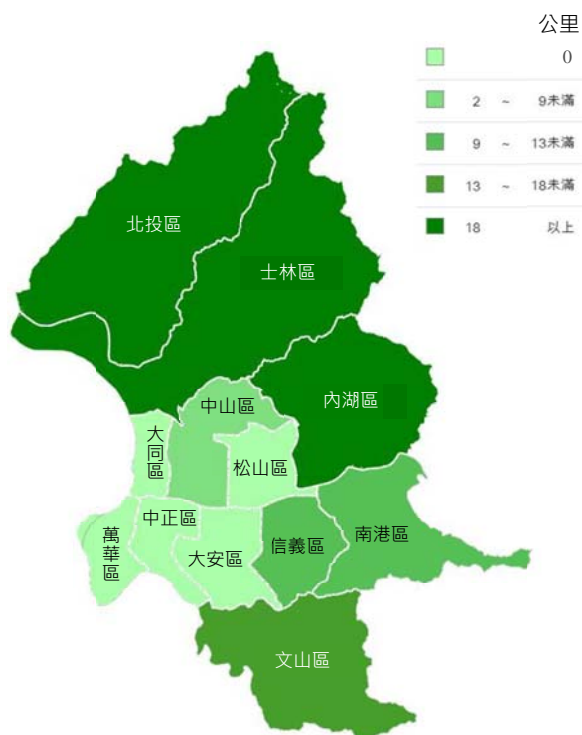 公里
0
2 ~ 9未滿
9 ~ 13未滿
13 ~ 18未滿
18 以上
北投區
士林區
內湖區
中山區
大同區
松山區
中正區
萬華區
大安區
信義區
南港區
文山區